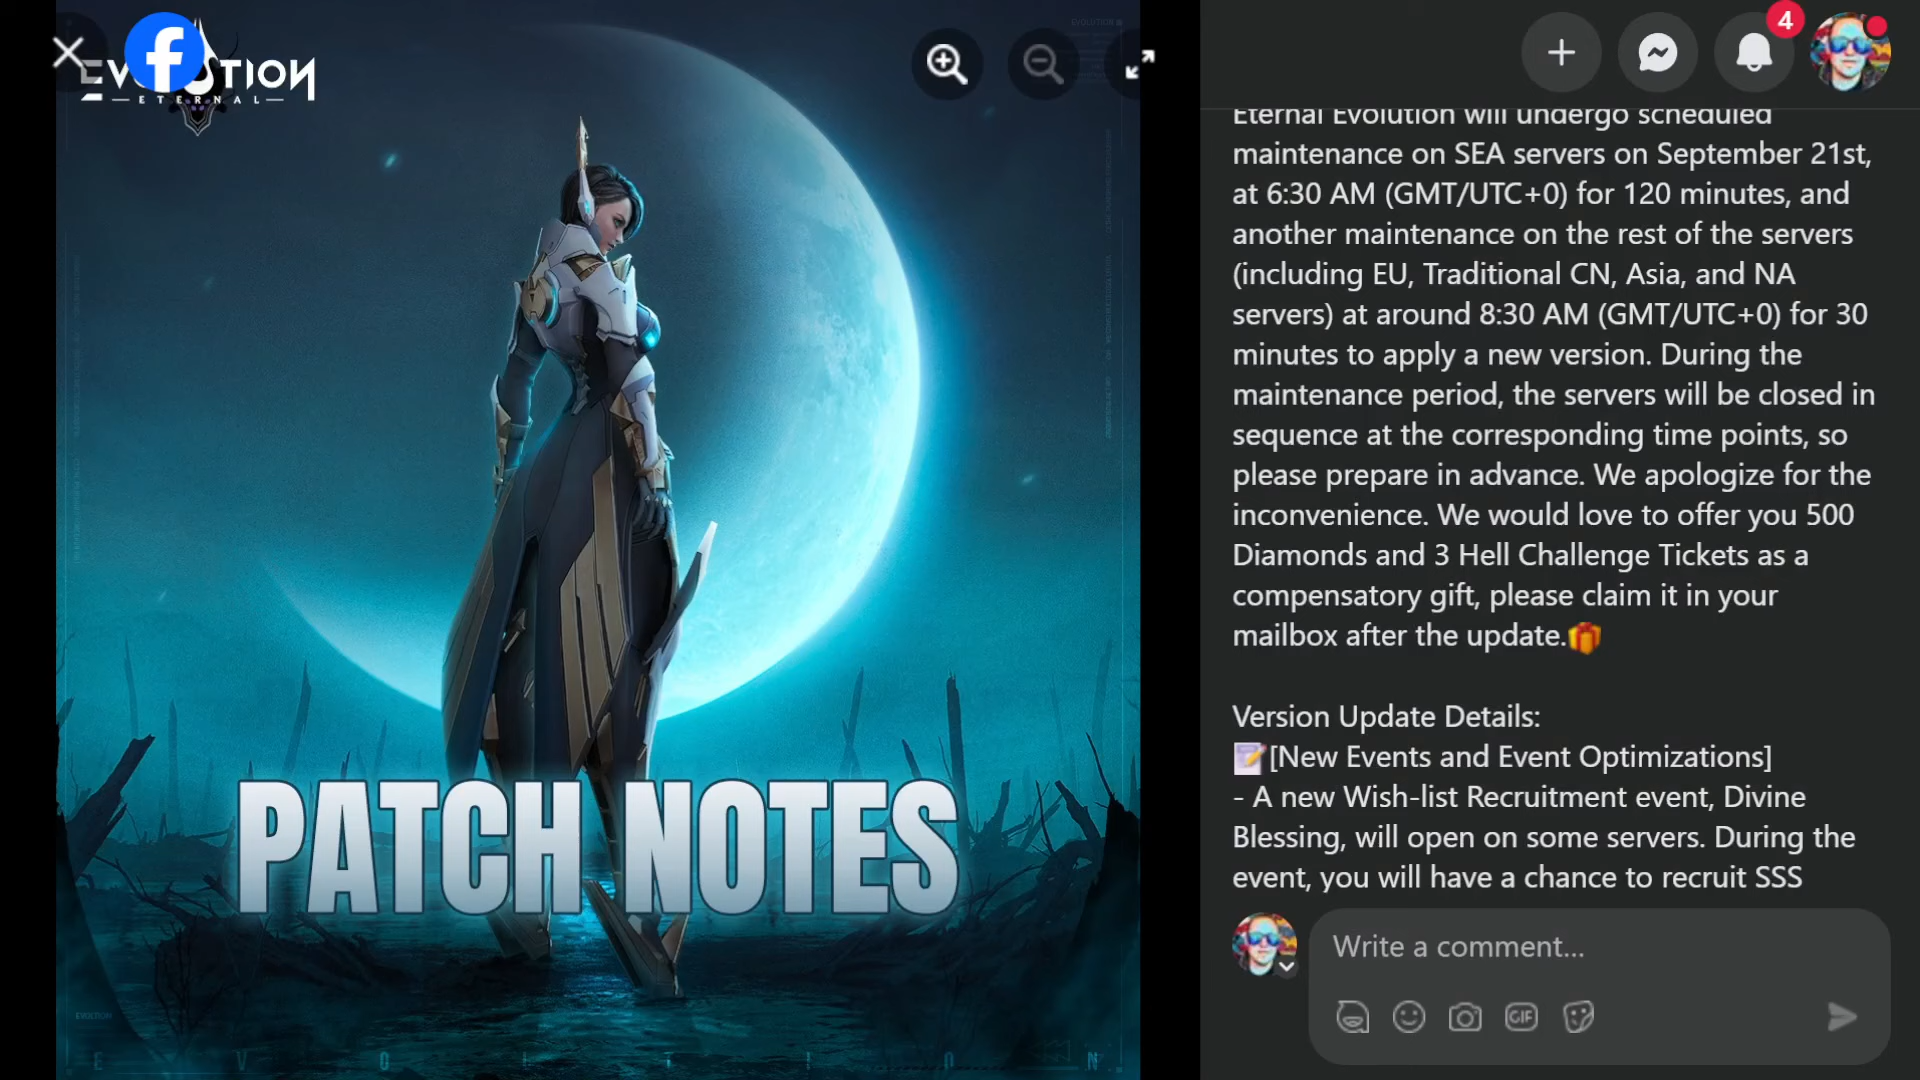 EV TION
ETERNAL
PATCH NOTES
E V O L T I O N
4
Eternal Evolution will undergo scheduled
maintenance on SEA servers on September 21st,
at 6:30 AM (GMT/UTC+0) for 120 minutes, and
another maintenance on the rest of the servers
(including EU, Traditional CN, Asia, and NA
servers) at around 8:30 AM (GMT/UTC+0) for 30
minutes to apply a new version. During the
maintenance period, the servers will be closed in
sequence at the corresponding time points, so
please prepare in advance. We apologize for the
inconvenience. We would love to offer you 500
Diamonds and 3 Hell Challenge Tickets as a
compensatory gift, please claim it in your
mailbox after the update.🎁
Version Update Details:
📝[New Events and Event Optimizations]
- A new Wish-list Recruitment event, Divine
Blessing, will open on some servers. During the
event, you will have a chance to recruit SSS
Write a comment...
GIF